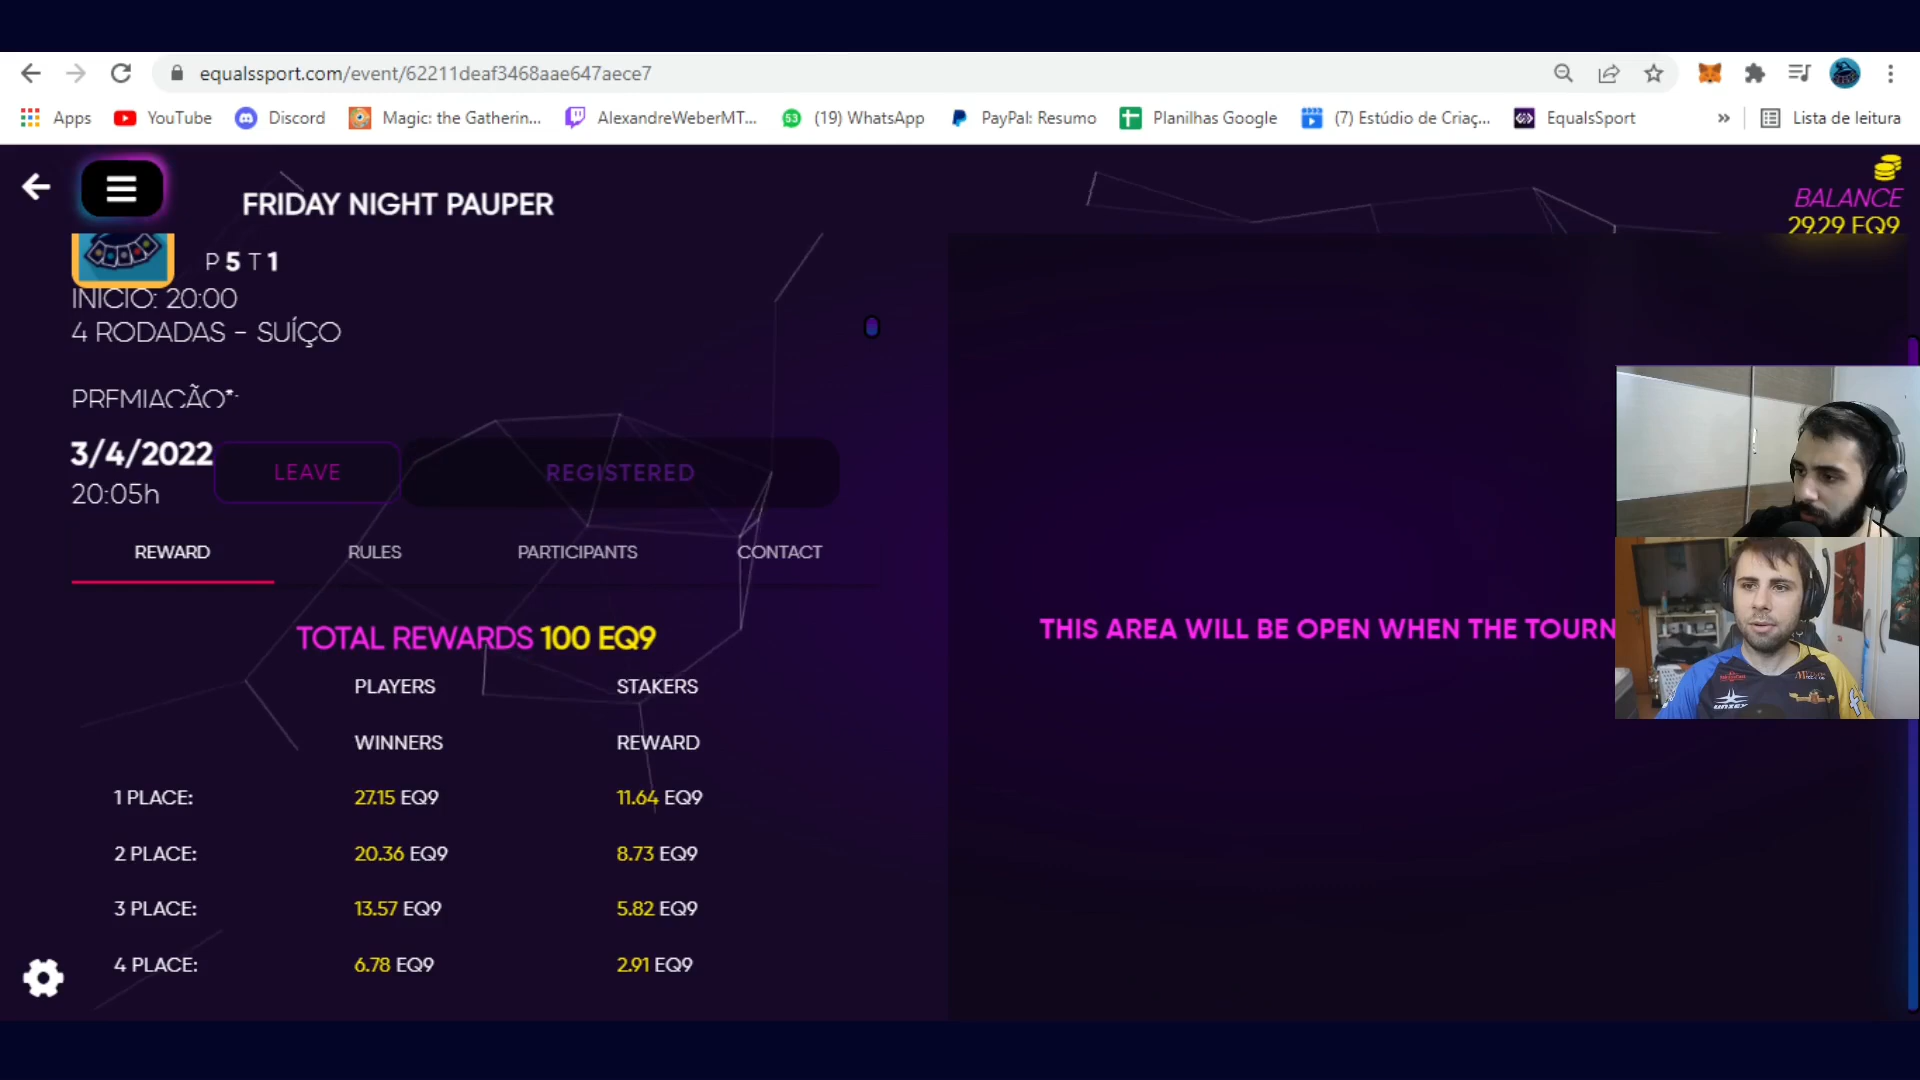 equalssport.com/event/62211deaf3468aae647aece7
Apps YouTube Discord Magic: the Gatherin... AlexandreWeberMT... 53 (19) WhatsApp PayPal: Resumo Planilhas Google (7) Estúdio de Criaç... EqualsSport » Lista de leitura
FRIDAY NIGHT PAUPER
BALANCE
29.29 EQ9
P 5 T 1
INICIO: 20:00
4 RODADAS - SUÍÇO
PREMIAÇÃO*:
3/4/2022
20:05h
LEAVE
REGISTERED
REWARD RULES PARTICIPANTS CONTACT
TOTAL REWARDS 100 EQ9
PLAYERS STAKERS
WINNERS REWARD
1 PLACE: 27.15 EQ9 11.64 EQ9
2 PLACE: 20.36 EQ9 8.73 EQ9
3 PLACE: 13.57 EQ9 5.82 EQ9
4 PLACE: 6.78 EQ9 2.91 EQ9
THIS AREA WILL BE OPEN WHEN THE TOURN